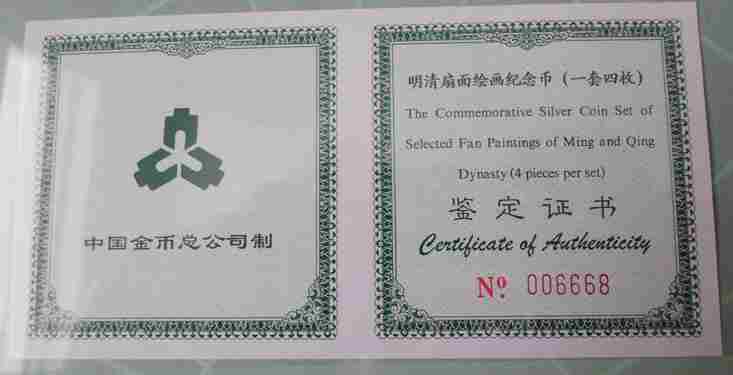 中国金币总公司制
明清扇面绘画纪念币（一套四枚）
The Commemorative Silver Coin Set of
Selected Fan Paintings of Ming and Qing
Dynasty (4 pieces per set)
鉴定证书
Certificate of Authenticity
Nº 006668